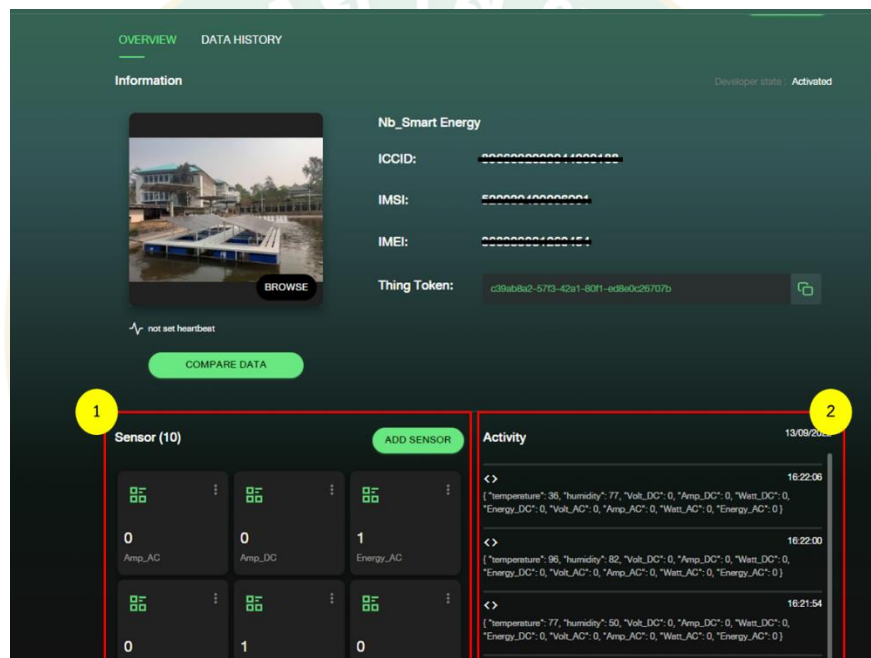 OVERVIEW DATA HISTORY
Information
Developer state : Activated
Nb_Smart Energy
ICCID:
IMSI:
IMEI:
BROWSE
Thing Token: c39ab8a2-57f3-42a1-80f1-ed8e0c26707b
not set heartbeat
COMPARE DATA
1
Sensor (10)
ADD SENSOR
0
Amp_AC
0
Amp_DC
1
Energy_AC
0
1
0
2
Activity
<> 16:22:06
{ "temperature": 36, "humidity": 77, "Volt_DC": 0, "Amp_DC": 0, "Watt_DC": 0,
"Energy_DC": 0, "Volt_AC": 0, "Amp_AC": 0, "Watt_AC": 0, "Energy_AC": 0 }
<> 16:22:00
{ "temperature": 96, "humidity": 82, "Volt_DC": 0, "Amp_DC": 0, "Watt_DC": 0,
"Energy_DC": 0, "Volt_AC": 0, "Amp_AC": 0, "Watt_AC": 0, "Energy_AC": 0 }
<> 16:21:54
{ "temperature": 77, "humidity": 50, "Volt_DC": 0, "Amp_DC": 0, "Watt_DC": 0,
"Energy_DC": 0, "Volt_AC": 0, "Amp_AC": 0, "Watt_AC": 0, "Energy_AC": 0 }